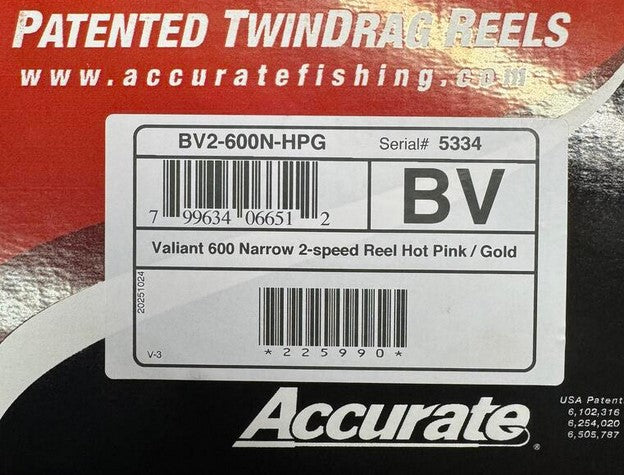 PATENTED TWINDRAG REELS
www.accuratefishing.com
BV2-600N-HPG Serial# 5334
7 99634 06651 2
BV
Valiant 600 Narrow 2-speed Reel Hot Pink / Gold
20251024
*225990*
V-3
Accurate®
USA Patent
6,102,316
6,254,020
6,505,787